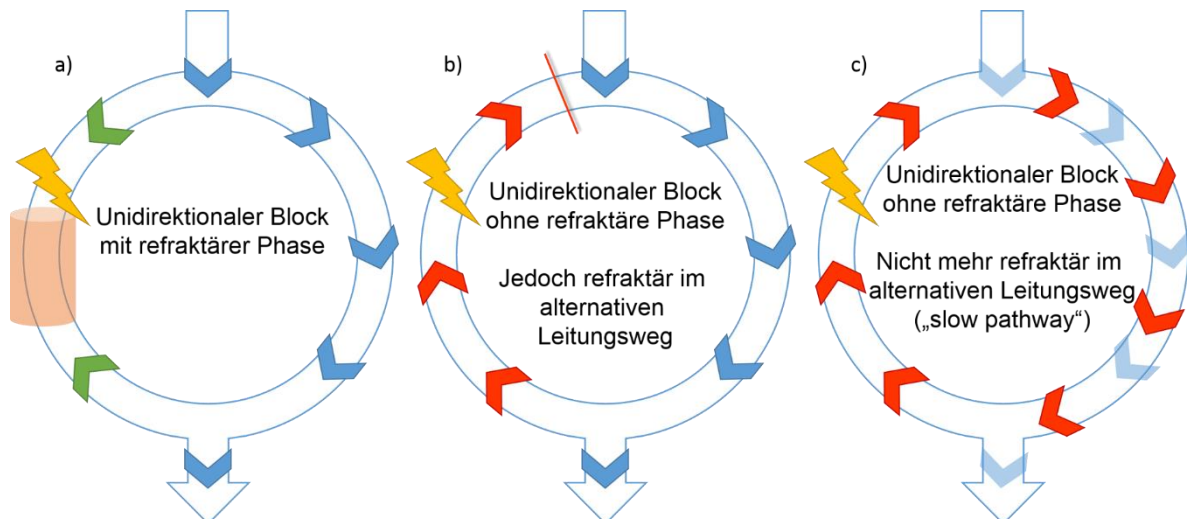 a)
Unidirektionaler Block
mit refraktärer Phase
b)
Unidirektionaler Block
ohne refraktäre Phase
Jedoch refraktär im
alternativen
Leitungsweg
c)
Unidirektionaler Block
ohne refraktäre Phase
Nicht mehr refraktär im
alternativen Leitungsweg
(„slow pathway“)